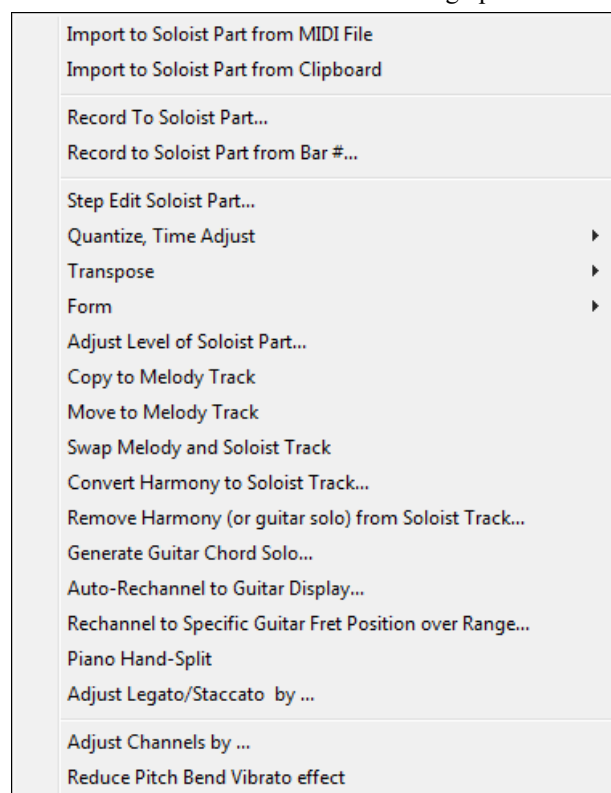 Import to Soloist Part from MIDI File
Import to Soloist Part from Clipboard
Record To Soloist Part...
Record to Soloist Part from Bar #...
Step Edit Soloist Part...
Quantize, Time Adjust
Transpose
Form
Adjust Level of Soloist Part...
Copy to Melody Track
Move to Melody Track
Swap Melody and Soloist Track
Convert Harmony to Soloist Track...
Remove Harmony (or guitar solo) from Soloist Track...
Generate Guitar Chord Solo...
Auto-Rechannel to Guitar Display...
Rechannel to Specific Guitar Fret Position over Range...
Piano Hand-Split
Adjust Legato/Staccato  by ...
Adjust Channels by ...
Reduce Pitch Bend Vibrato effect